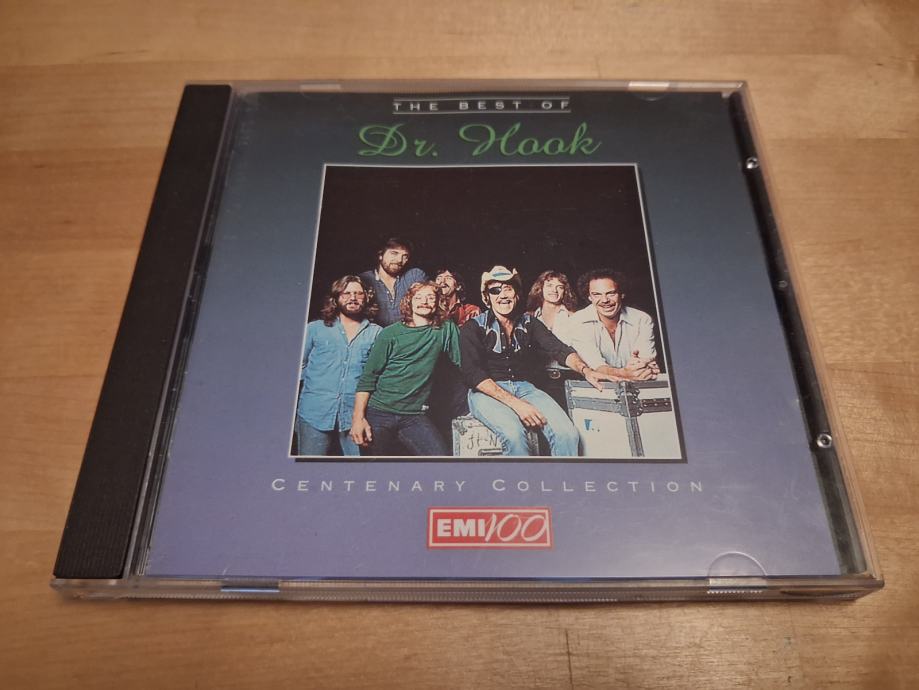 THE BEST OF
Dr. Hook
CENTENARY COLLECTION
EMI100